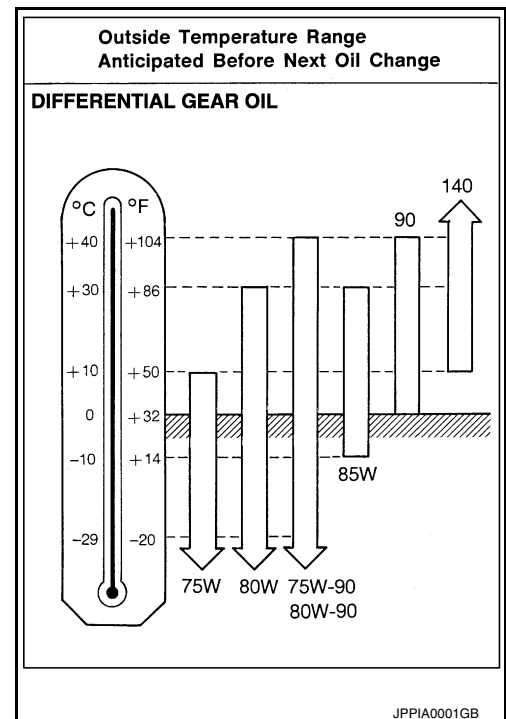 Outside Temperature Range
Anticipated Before Next Oil Change
DIFFERENTIAL GEAR OIL
140
90
°C °F
+40 +104
+30 +86
+10 +50
0 +32
-10 +14
85W
-29 -20
75W 80W 75W-90
80W-90
JPPIA0001GB